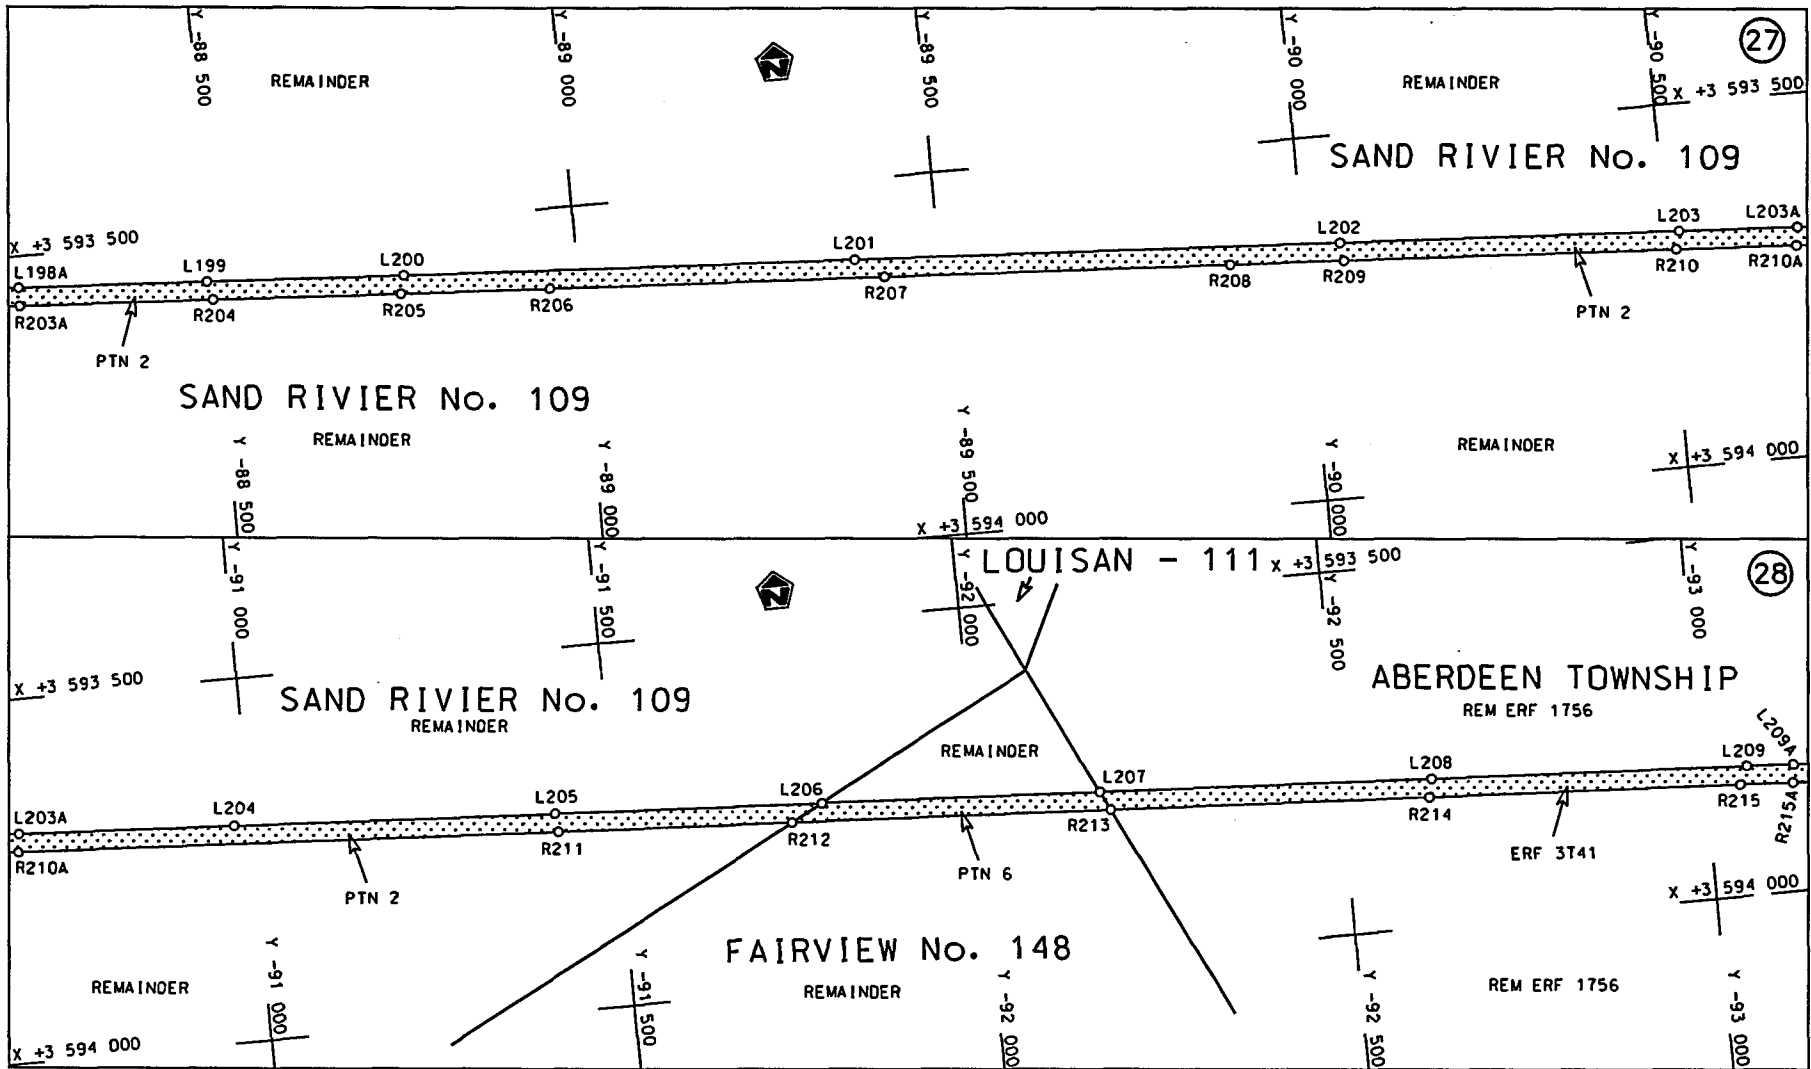 Y -88 500
Y -89 000
Y -89 500
Y -90 000
Y -90 500
27
REMAINDER
N
REMAINDER
X +3 593 500
SAND RIVIER No. 109
X +3 593 500
L198A
L199
L200
L201
L202
L203
L203A
R203A
R204
R205
R206
R207
R208
R209
R210
R210A
PTN 2
PTN 2
SAND RIVIER No. 109
REMAINDER
REMAINDER
Y -88 500
Y -89 000
Y -89 500
Y -90 000
X +3 594 000
X +3 594 000
Y -91 000
Y -91 500
Y -92 000
LOUISAN - 111
X +3 593 500
Y -92 500
Y -93 000
28
N
X +3 593 500
SAND RIVIER No. 109
REMAINDER
ABERDEEN TOWNSHIP
REM ERF 1756
REMAINDER
L203A
L204
L205
L206
L207
L208
L209
L209A
R210A
R211
R212
R213
R214
R215
R215A
PTN 2
PTN 6
ERF 3T41
X +3 594 000
FAIRVIEW No. 148
REMAINDER
REMAINDER
REM ERF 1756
Y -91 000
Y -91 500
Y -92 000
Y -92 500
Y -93 000
X +3 594 000